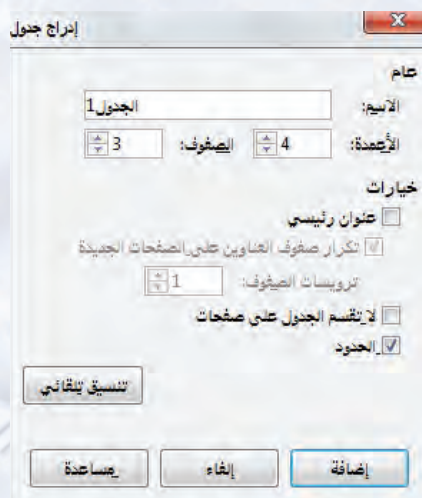 إدراج جدول
عام
الاسم: الجدول1
الأعمدة: 4 الصفوف: 3
خيارات
عنوان رئيسي
تكرار صفوف العناوين على الصفحات الجديدة
ترويسات الصفوف: 1
لا تقسم الجدول على صفحات
الحدود
تنسيق تلقائي
إضافة إلغاء مساعدة